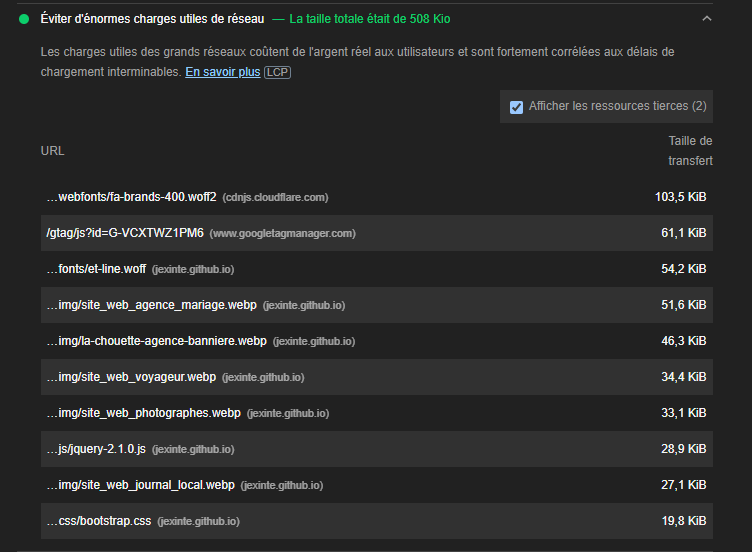 Éviter d'énormes charges utiles de réseau — La taille totale était de 508 Kio
Les charges utiles des grands réseaux coûtent de l'argent réel aux utilisateurs et sont fortement corrélées aux délais de
chargement interminables. En savoir plus LCP
Afficher les ressources tierces (2)
URL
Taille de
transfert
…webfonts/fa-brands-400.woff2 (cdnjs.cloudflare.com) 103,5 KiB
/gtag/js?id=G-VCXTWZ1PM6 (www.googletagmanager.com) 61,1 KiB
…fonts/et-line.woff (jexinte.github.io) 54,2 KiB
…img/site_web_agence_mariage.webp (jexinte.github.io) 51,6 KiB
…img/la-chouette-agence-banniere.webp (jexinte.github.io) 46,3 KiB
…img/site_web_voyageur.webp (jexinte.github.io) 34,4 KiB
…img/site_web_photographes.webp (jexinte.github.io) 33,1 KiB
…js/jquery-2.1.0.js (jexinte.github.io) 28,9 KiB
…img/site_web_journal_local.webp (jexinte.github.io) 27,1 KiB
…css/bootstrap.css (jexinte.github.io) 19,8 KiB